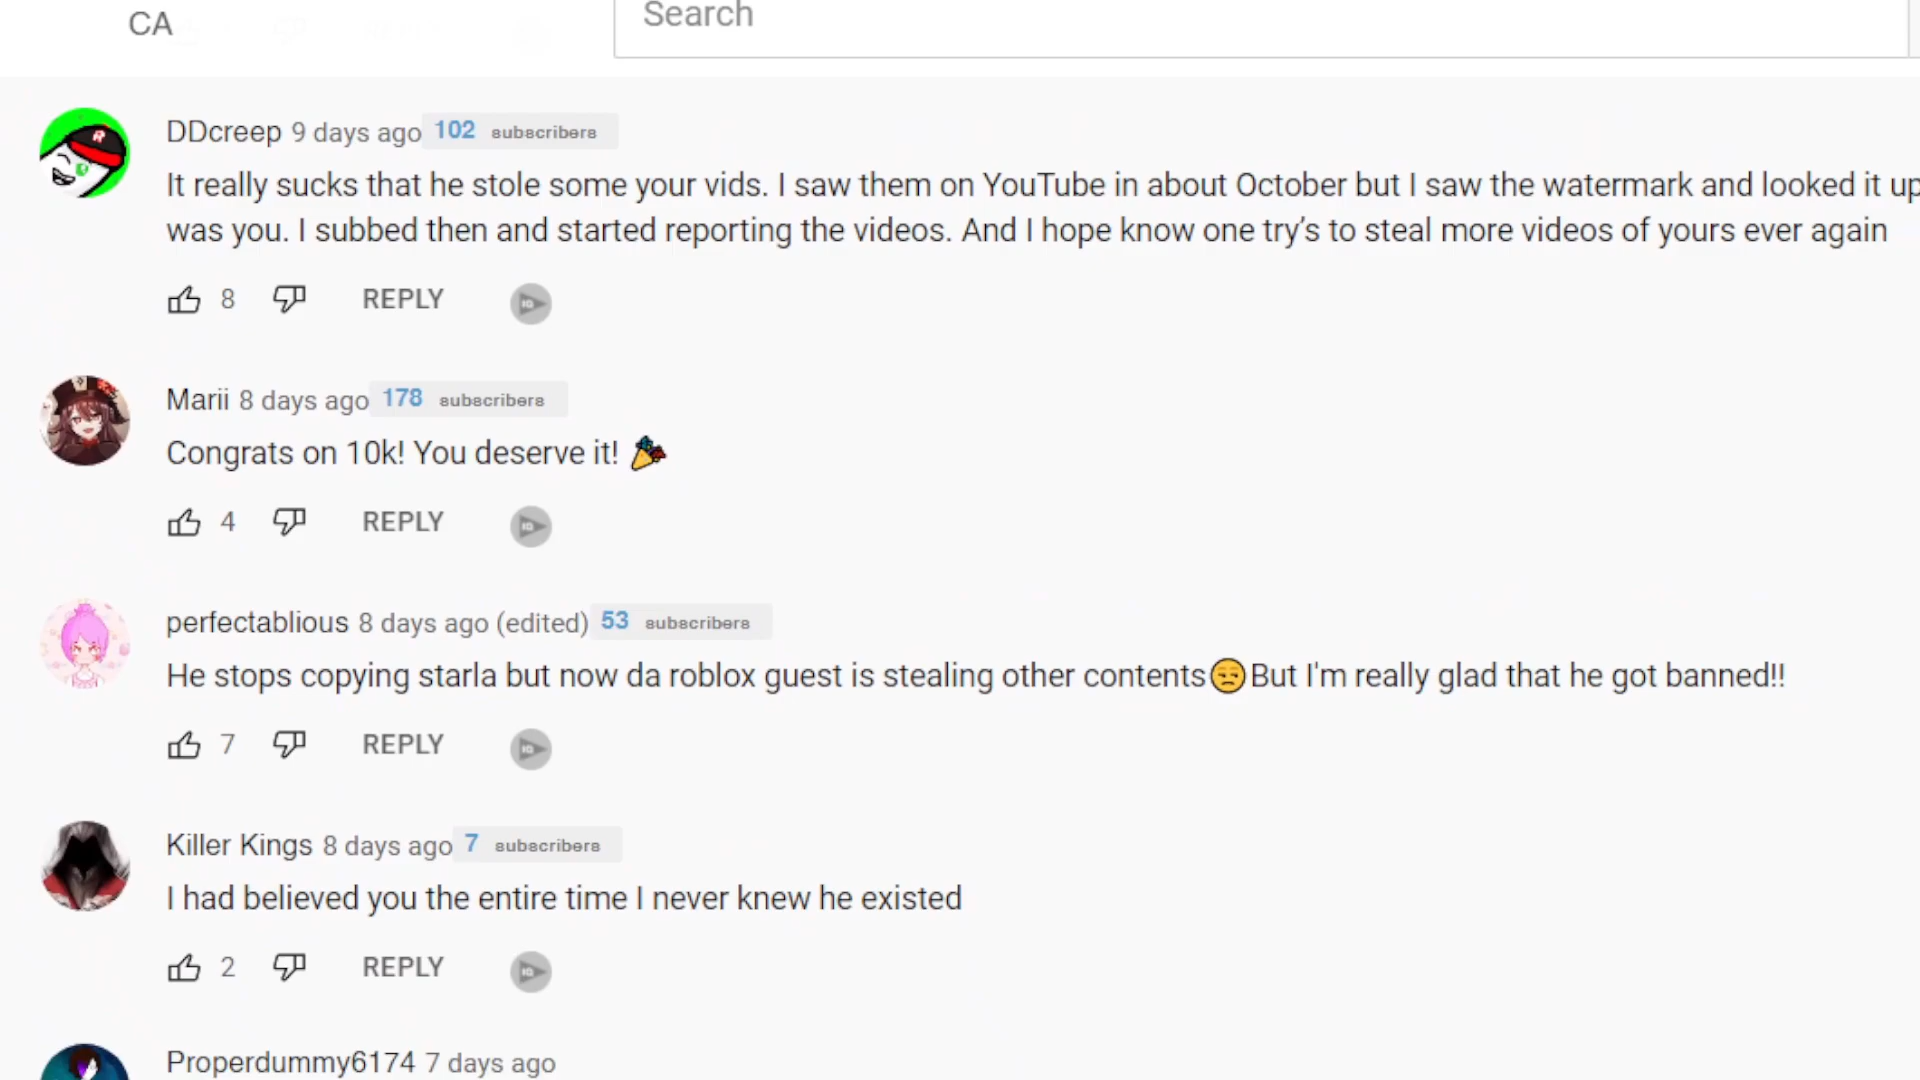 CA
Search
DDcreep 9 days ago 102 subscribers
It really sucks that he stole some your vids. I saw them on YouTube in about October but I saw the watermark and looked it up
was you. I subbed then and started reporting the videos. And I hope know one try’s to steal more videos of yours ever again
8 REPLY
Marii 8 days ago 178 subscribers
Congrats on 10k! You deserve it! 🎉
4 REPLY
perfectablious 8 days ago (edited) 53 subscribers
He stops copying starla but now da roblox guest is stealing other contents😒But I'm really glad that he got banned!!
7 REPLY
Killer Kings 8 days ago 7 subscribers
I had believed you the entire time I never knew he existed
2 REPLY
Properdummy6174 7 days ago